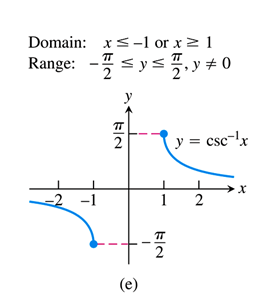 Domain: x ≤ –1 or x ≥ 1
Range: –π/2 ≤ y ≤ π/2, y ≠ 0
y
π/2
y = csc⁻¹x
–2 –1 1 2 x
–π/2
(e)